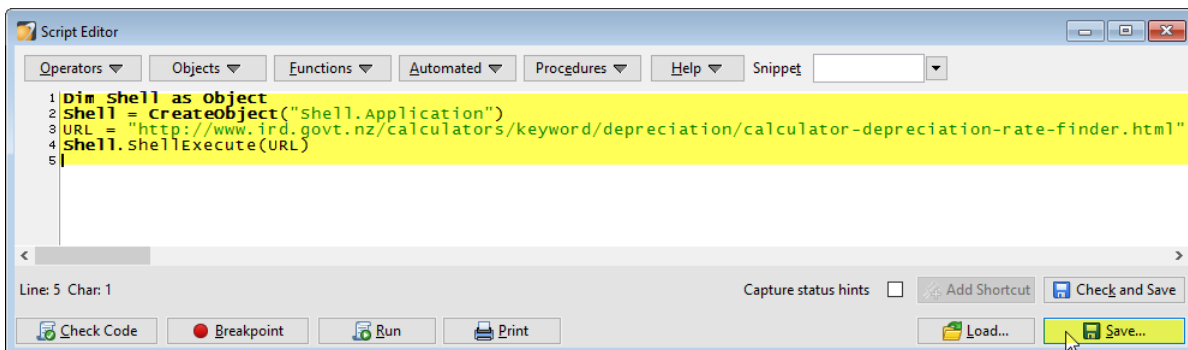 Script Editor
Operators Objects Functions Automated Procedures Help Snippet
1 Dim Shell as Object
2 Shell = CreateObject("Shell.Application")
3 URL = "http://www.ird.govt.nz/calculators/keyword/depreciation/calculator-depreciation-rate-finder.html"
4 Shell.ShellExecute(URL)
5
Line: 5 Char: 1 Capture status hints Add Shortcut Check and Save
Check Code Breakpoint Run Print Load... Save...